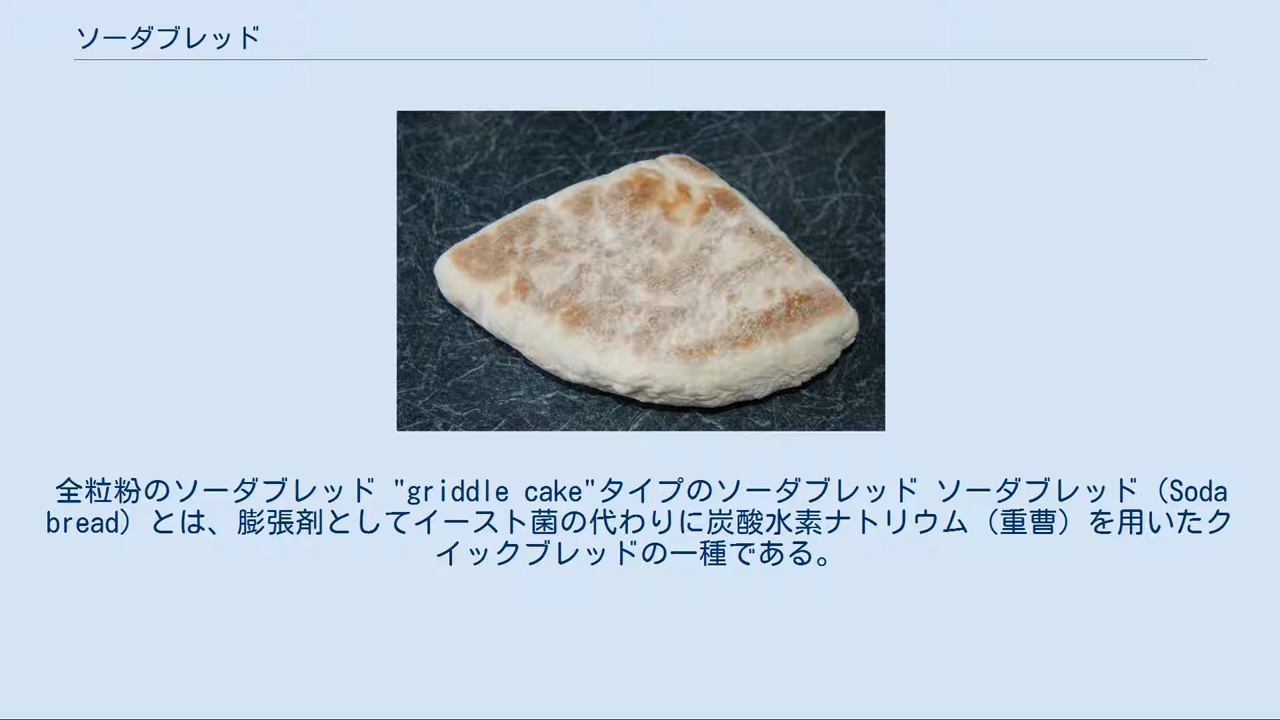 ソーダブレッド
全粒粉のソーダブレッド "griddle cake"タイプのソーダブレッド ソーダブレッド（Soda
bread）とは、膨張剤としてイースト菌の代わりに炭酸水素ナトリウム（重曹）を用いたク
イックブレッドの一種である。